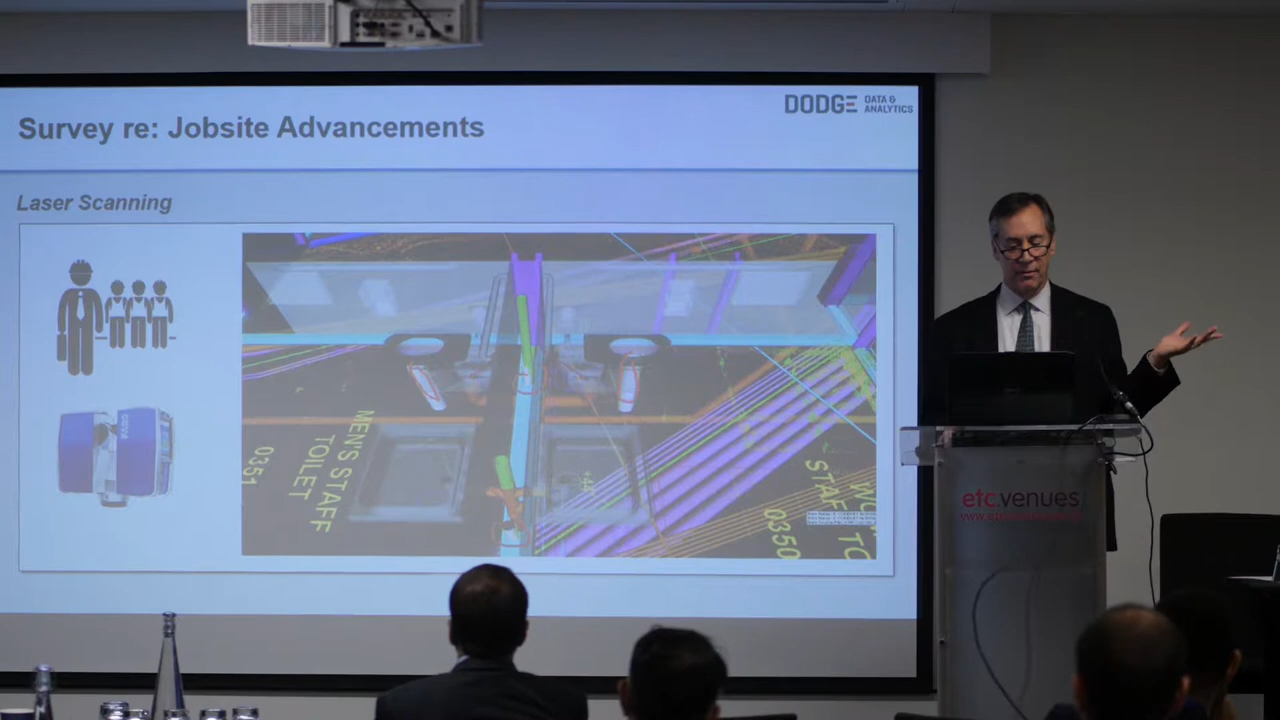 DODGE DATA &
ANALYTICS
Survey re: Jobsite Advancements
Laser Scanning
MEN'S STAFF
TOILET
0351
STAFF
0350
etc.venues